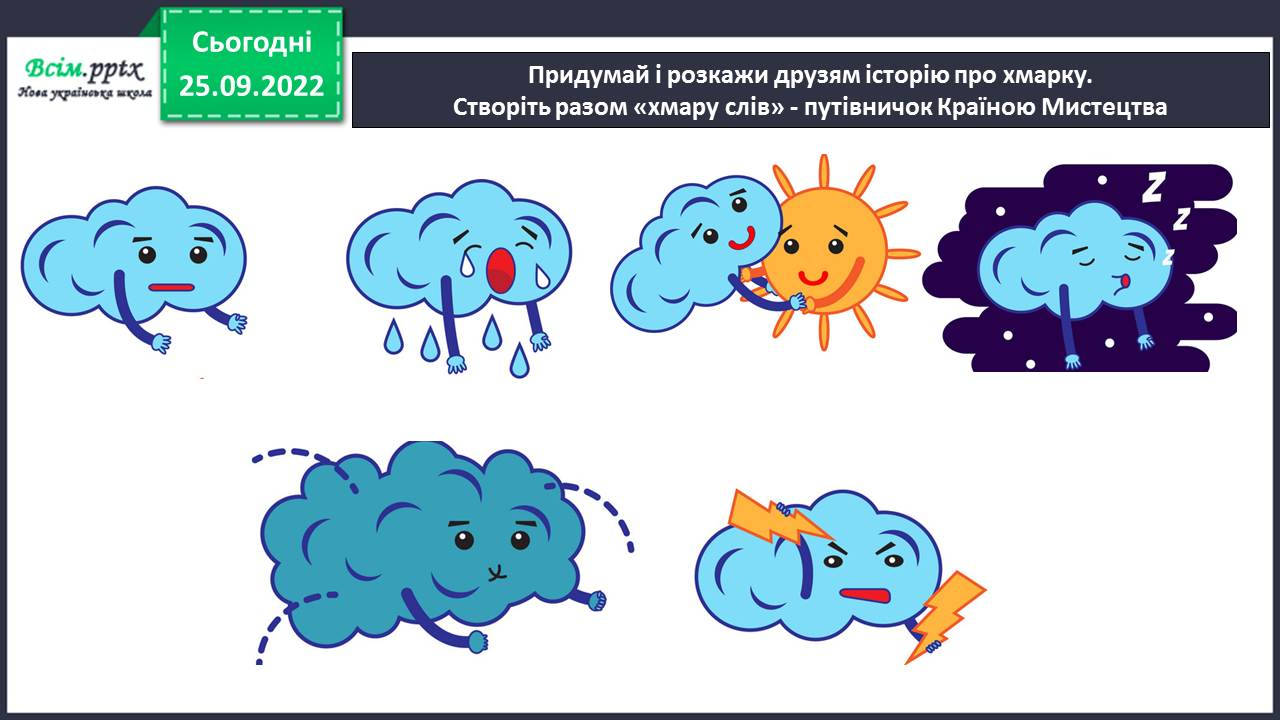 Всім.pptx
Нова українська школа
Сьогодні
25.09.2022
Придумай і розкажи друзям історію про хмарку.
Створіть разом «хмару слів» - путівничок Країною Мистецтва
Z
Z
z